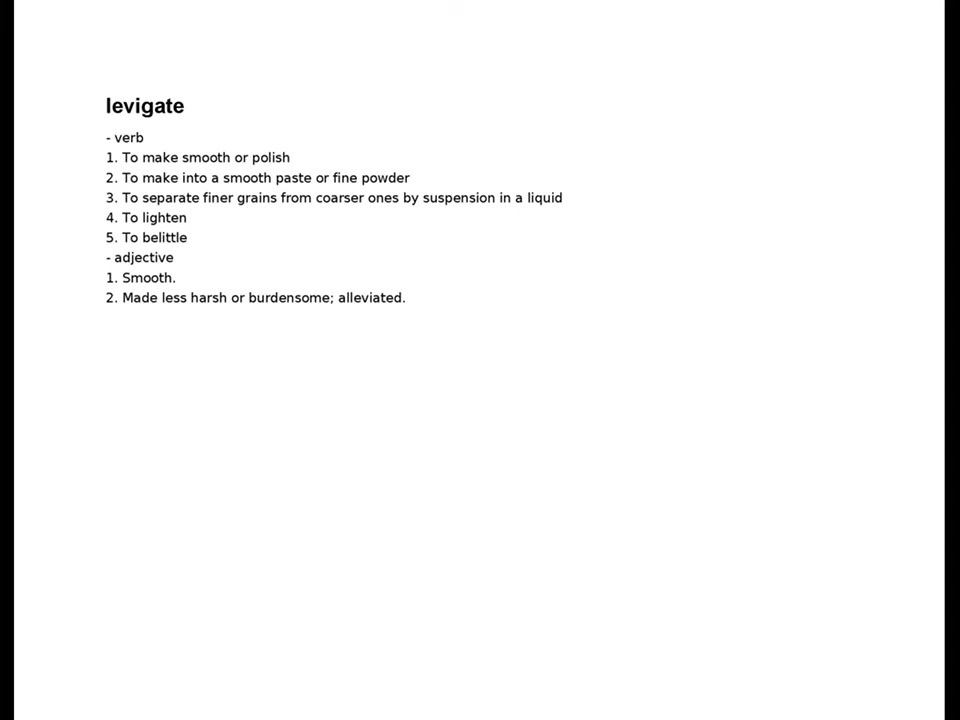 levigate
- verb
1. To make smooth or polish
2. To make into a smooth paste or fine powder
3. To separate finer grains from coarser ones by suspension in a liquid
4. To lighten
5. To belittle
- adjective
1. Smooth.
2. Made less harsh or burdensome; alleviated.